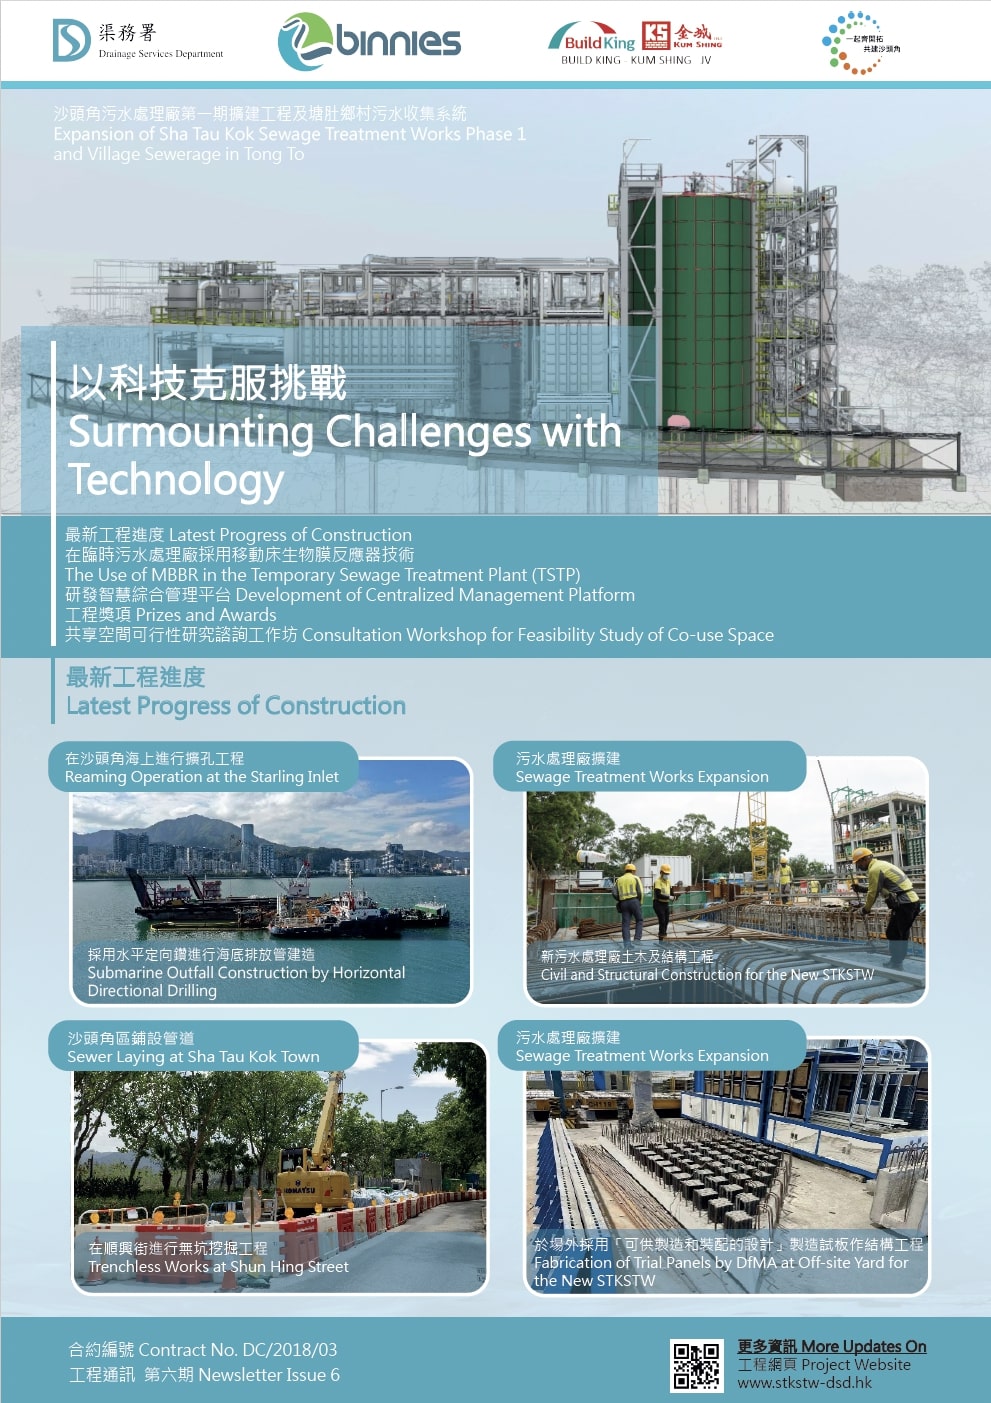 渠務署
Drainage Services Department
binnies
Build King
KS 金城
KUM SHING
BUILD KING - KUM SHING JV
一起齊開拓
共建沙頭角
沙頭角污水處理廠第一期擴建工程及塘肚鄉村污水收集系統
Expansion of Sha Tau Kok Sewage Treatment Works Phase 1
and Village Sewerage in Tong To
以科技克服挑戰
Surmounting Challenges with
Technology
最新工程進度 Latest Progress of Construction
在臨時污水處理廠採用移動床生物膜反應器技術
The Use of MBBR in the Temporary Sewage Treatment Plant (TSTP)
研發智慧綜合管理平台 Development of Centralized Management Platform
工程獎項 Prizes and Awards
共享空間可行性研究諮詢工作坊 Consultation Workshop for Feasibility Study of Co-use Space
最新工程進度
Latest Progress of Construction
在沙頭角海上進行擴孔工程
Reaming Operation at the Starling Inlet
採用水平定向鑽進行海底排放管建造
Submarine Outfall Construction by Horizontal
Directional Drilling
污水處理廠擴建
Sewage Treatment Works Expansion
新污水處理廠土木及結構工程
Civil and Structural Construction for the New STKSTW
沙頭角區鋪設管道
Sewer Laying at Sha Tau Kok Town
KOMATSU
在順興街進行無坑挖掘工程
Trenchless Works at Shun Hing Street
污水處理廠擴建
Sewage Treatment Works Expansion
於場外採用「可供製造和裝配的設計」製造試板作結構工程
Fabrication of Trial Panels by DfMA at Off-site Yard for
the New STKSTW
合約編號 Contract No. DC/2018/03
工程通訊 第六期 Newsletter Issue 6
更多資訊 More Updates On
工程網頁 Project Website
www.stkstw-dsd.hk